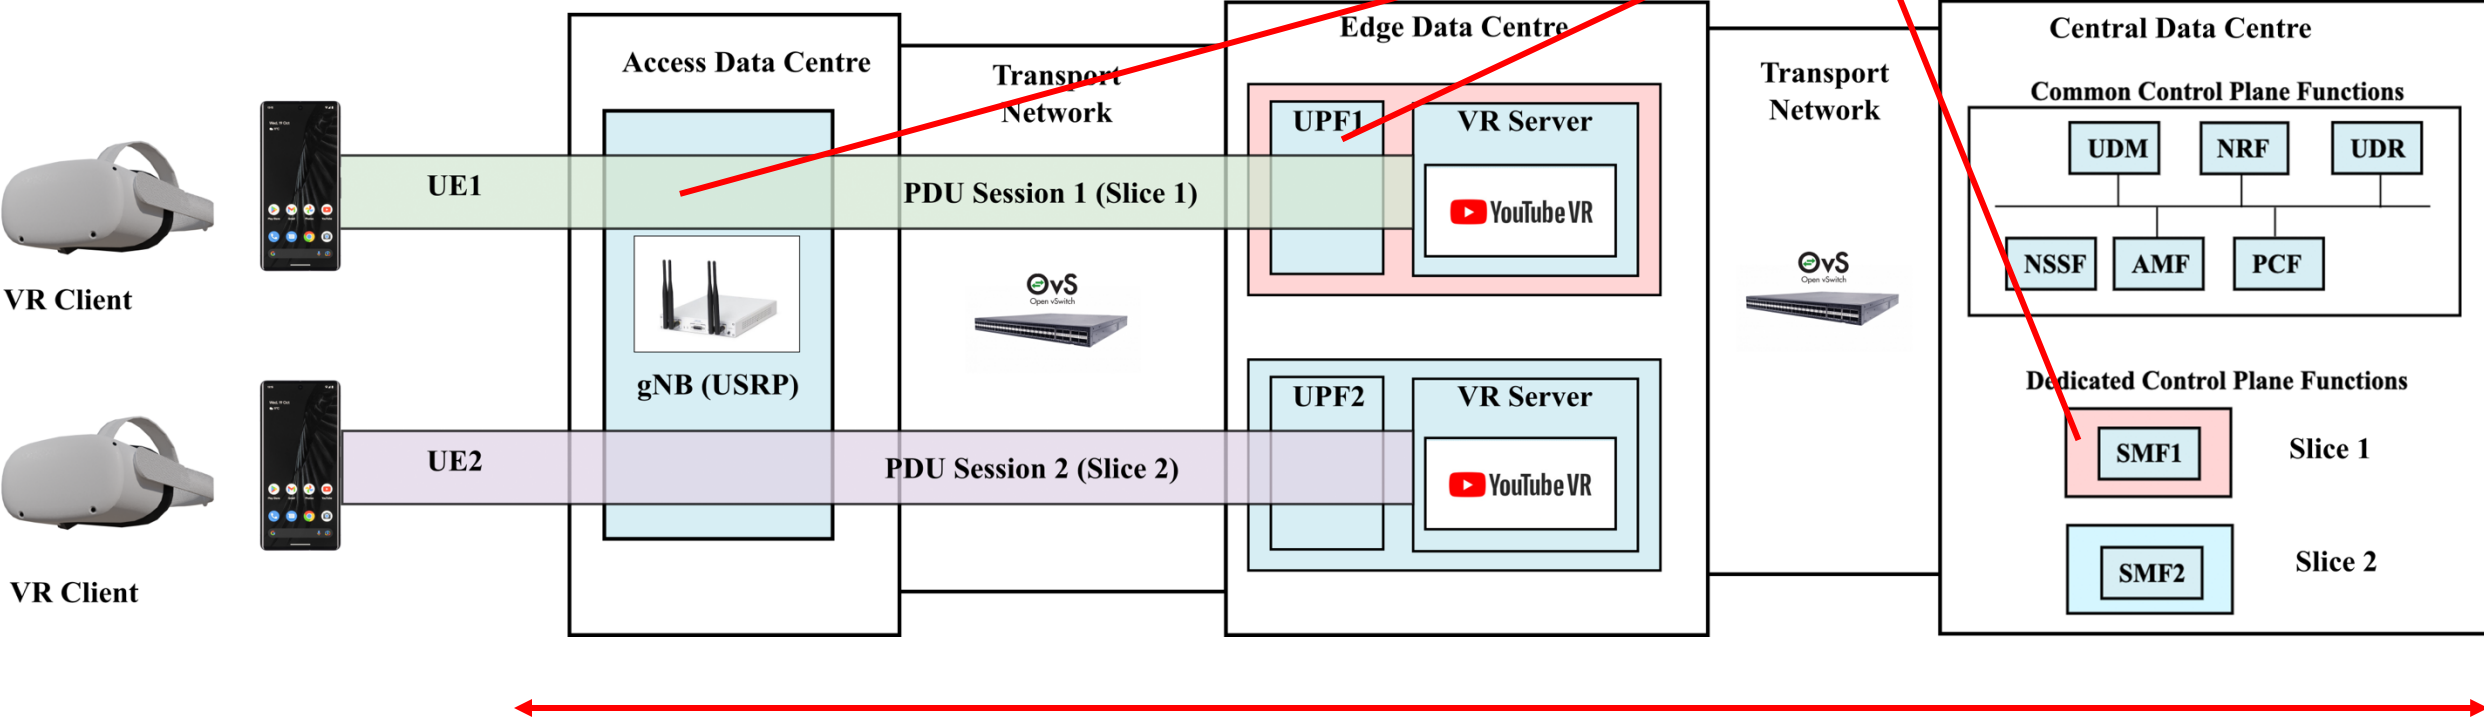 Access Data Centre
Transport
Network
Edge Data Centre
Transport
Network
Central Data Centre
Common Control Plane Functions
UDM
NRF
UDR
NSSF
AMF
PCF
Dedicated Control Plane Functions
SMF1
Slice 1
SMF2
Slice 2
UPF1
VR Server
YouTube VR
UE1
PDU Session 1 (Slice 1)
VR Client
OvS
Open vSwitch
OvS
Open vSwitch
gNB (USRP)
UPF2
VR Server
YouTube VR
UE2
PDU Session 2 (Slice 2)
VR Client